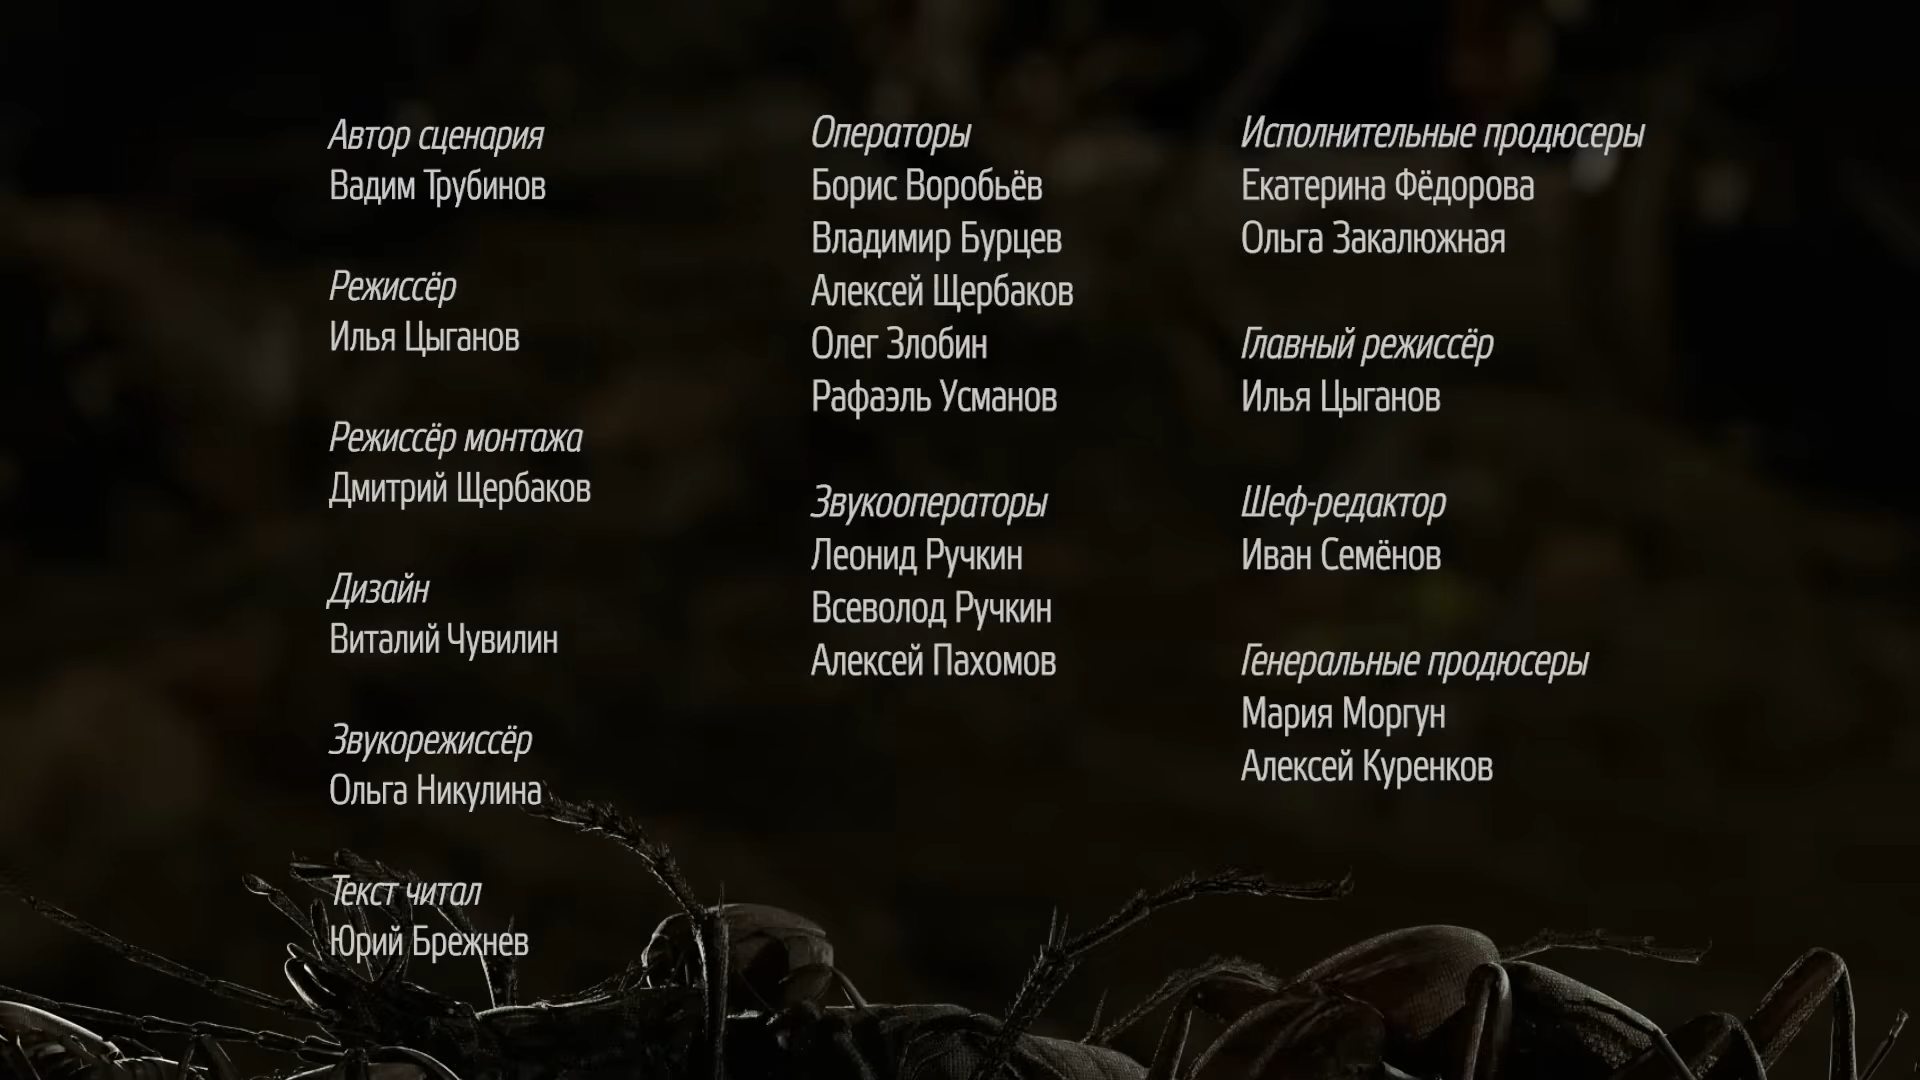 Автор сценария
Вадим Трубинов
Режиссёр
Илья Цыганов
Режиссёр монтажа
Дмитрий Щербаков
Дизайн
Виталий Чувилин
Звукорежиссёр
Ольга Никулина
Текст читал
Юрий Брежнев
Операторы
Борис Воробьёв
Владимир Бурцев
Алексей Щербаков
Олег Злобин
Рафаэль Усманов
Звукооператоры
Леонид Ручкин
Всеволод Ручкин
Алексей Пахомов
Исполнительные продюсеры
Екатерина Фёдорова
Ольга Закалюжная
Главный режиссёр
Илья Цыганов
Шеф-редактор
Иван Семёнов
Генеральные продюсеры
Мария Моргун
Алексей Куренков